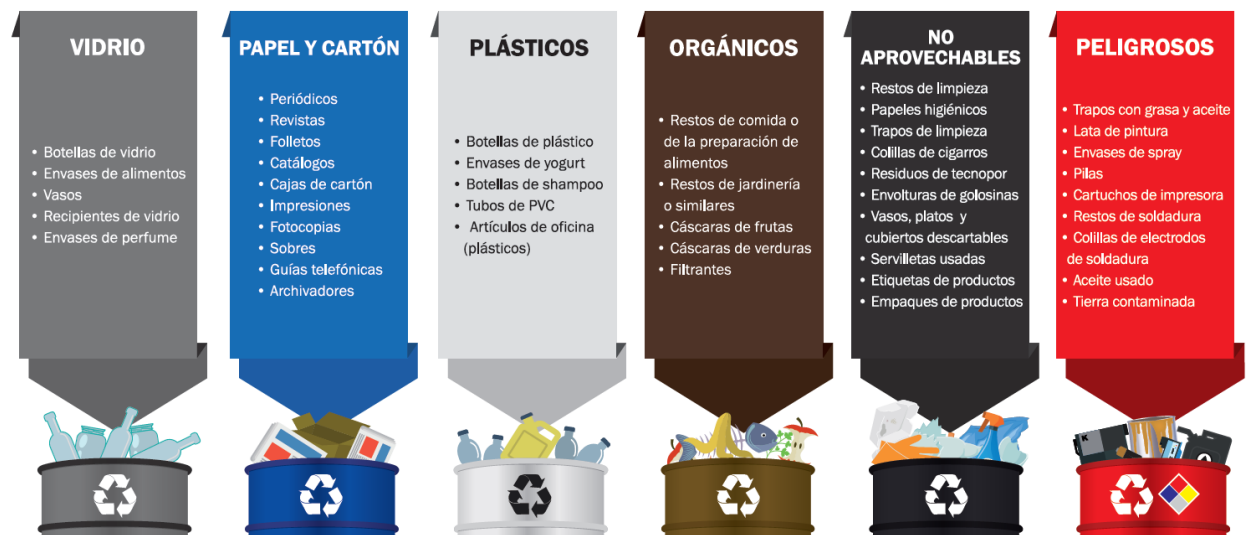 VIDRIO
• Botellas de vidrio
• Envases de alimentos
• Vasos
• Recipientes de vidrio
• Envases de perfume
PAPEL Y CARTÓN
• Periódicos
• Revistas
• Folletos
• Catálogos
• Cajas de cartón
• Impresiones
• Fotocopias
• Sobres
• Guías telefónicas
• Archivadores
PLÁSTICOS
• Botellas de plástico
• Envases de yogurt
• Botellas de shampoo
• Tubos de PVC
• Artículos de oficina
(plásticos)
ORGÁNICOS
• Restos de comida o
de la preparación de
alimentos
• Restos de jardinería
o similares
• Cáscaras de frutas
• Cáscaras de verduras
• Filtrantes
NO
APROVECHABLES
• Restos de limpieza
• Papeles higiénicos
• Trapos de limpieza
• Colillas de cigarros
• Residuos de tecnopor
• Envolturas de golosinas
• Vasos, platos y
cubiertos descartables
• Servilletas usadas
• Etiquetas de productos
• Empaques de productos
PELIGROSOS
• Trapos con grasa y aceite
• Lata de pintura
• Envases de spray
• Pilas
• Cartuchos de impresora
• Restos de soldadura
• Colillas de electrodos
de soldadura
• Aceite usado
• Tierra contaminada
K